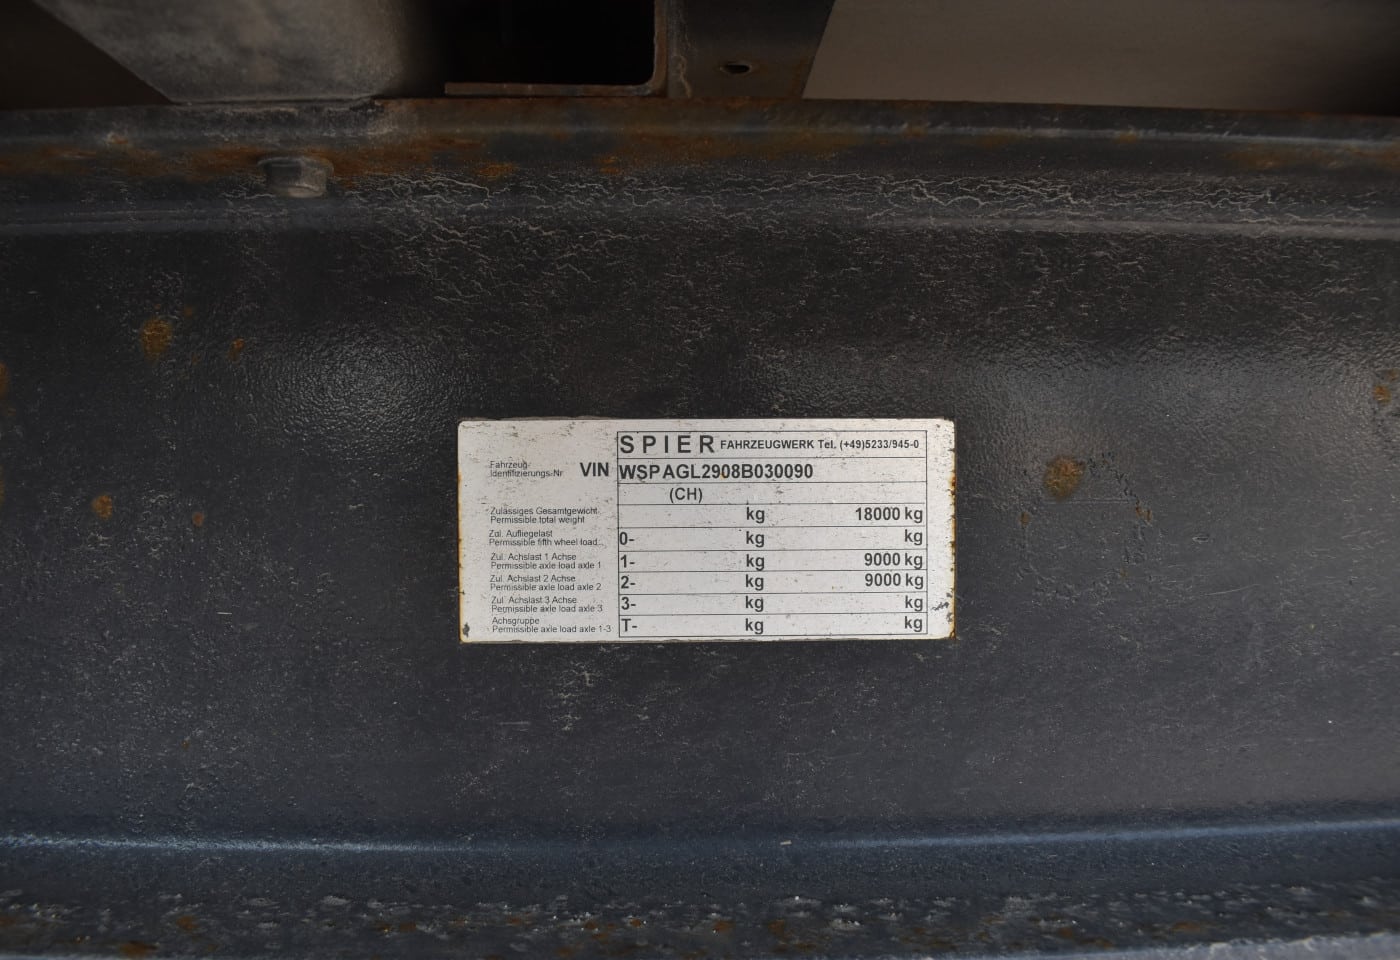 SPIER FAHRZEUGWERK Tel. (+49)5233/945-0
Fahrzeug-
Identifizierungs-Nr VIN WSPAGL2908B030090
(CH)
Zulässiges Gesamtgewicht
Permissible total weight kg 18000 kg
Zul. Aufliegelast
Permissible fifth wheel load 0- kg kg
Zul. Achslast 1 Achse
Permissible axle load axle 1 1- kg 9000 kg
Zul. Achslast 2 Achse
Permissible axle load axle 2 2- kg 9000 kg
Zul. Achslast 3 Achse
Permissible axle load axle 3 3- kg kg
Achsgruppe
Permissible axle load axle 1-3 T- kg kg